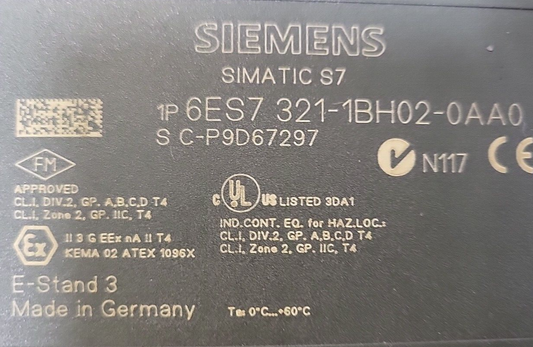 SIEMENS
SIMATIC S7
1P 6ES7 321-1BH02-0AA0
S C-P9D67297
FM
N117 CE
APPROVED
CL.I, DIV.2, GP. A,B,C,D T4
CL.I, Zone 2, GP. IIC, T4
C UL US LISTED 3DA1
IND.CONT. EQ. for HAZ.LOC.:
CL.I, DIV.2, GP. A,B,C,D T4
CL.I, Zone 2, GP. IIC, T4
Ex II 3 G EEx nA II T4
KEMA 02 ATEX 1096X
E-Stand 3
Made in Germany
Ta: 0°C...+60°C